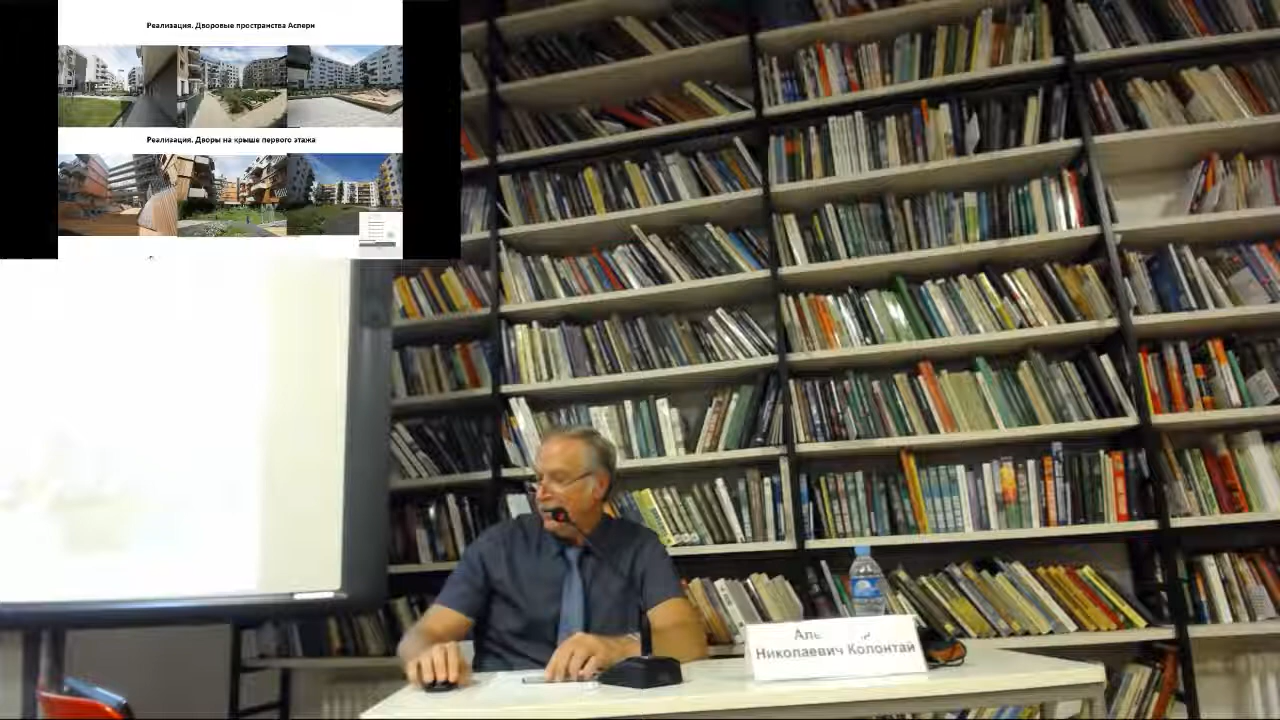 Реализация. Дворовые пространства Асперн
Реализация. Дворы на крыше первого этажа
Николаевич Колонтай